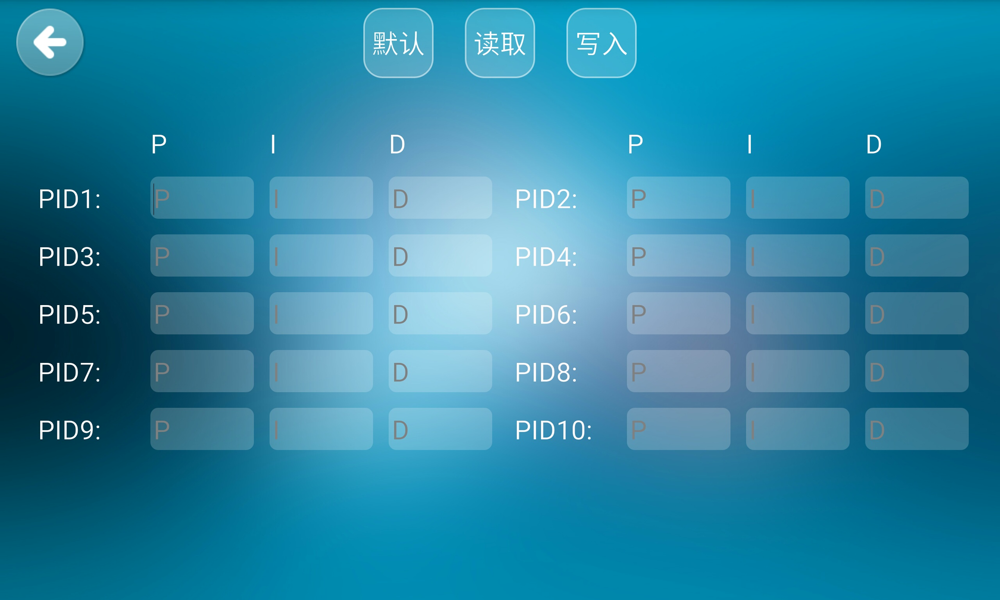 默认 读取 写入
P I D P I D
PID1: P I D PID2: P I D
PID3: P I D PID4: P I D
PID5: P I D PID6: P I D
PID7: P I D PID8: P I D
PID9: P I D PID10: P I D